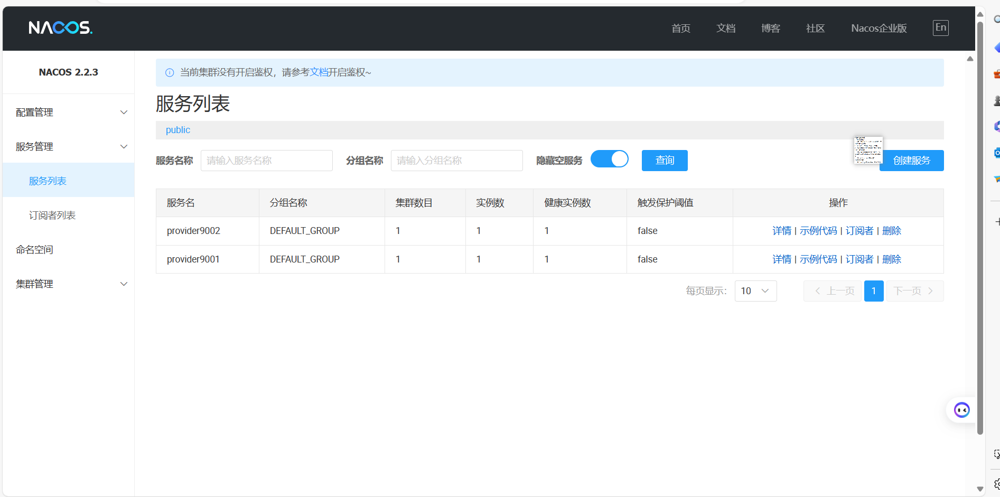 NACOS.
首页 文档 博客 社区 Nacos企业版 En
NACOS 2.2.3
配置管理
服务管理
服务列表
订阅者列表
命名空间
集群管理
当前集群没有开启鉴权，请参考文档开启鉴权~
服务列表
public
服务名称 请输入服务名称 分组名称 请输入分组名称 隐藏空服务 查询 创建服务
服务名 分组名称 集群数目 实例数 健康实例数 触发保护阈值 操作
provider9002 DEFAULT_GROUP 1 1 1 false 详情 | 示例代码 | 订阅者 | 删除
provider9001 DEFAULT_GROUP 1 1 1 false 详情 | 示例代码 | 订阅者 | 删除
每页显示： 10 上一页 1 下一页